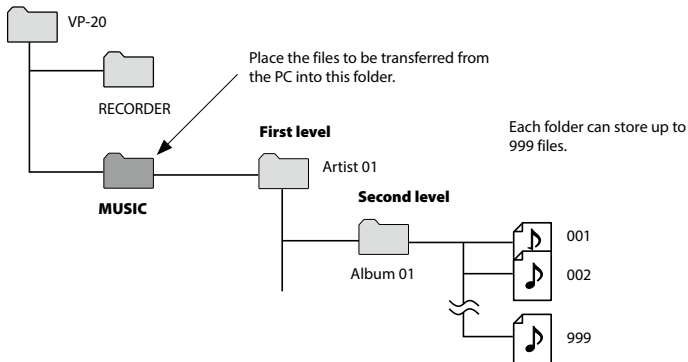 VP-20
Place the files to be transferred from
the PC into this folder.
RECORDER
First level
Each folder can store up to
999 files.
Artist 01
MUSIC
Second level
001
Album 01
002
999